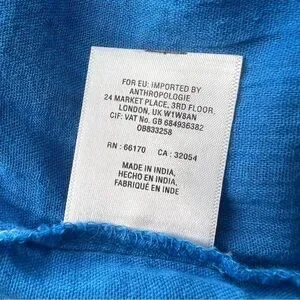 FOR EU: IMPORTED BY
ANTHROPOLOGIE
24 MARKET PLACE, 3RD FLOOR
LONDON, UK W1W8AN
CIF: VAT No. GB 684936382
OB833258
RN : 66170 CA : 32054
MADE IN INDIA,
HECHO EN INDIA,
FABRIQUÉ EN INDE